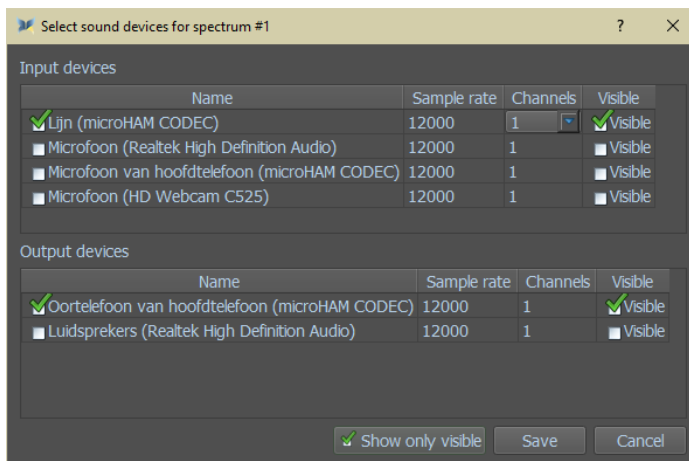 Select sound devices for spectrum #1 ?
Input devices
Name Sample rate Channels Visible
Lijn (microHAM CODEC) 12000 1 Visible
Microfoon (Realtek High Definition Audio) 12000 1 Visible
Microfoon van hoofdtelefoon (microHAM CODEC) 12000 1 Visible
Microfoon (HD Webcam C525) 12000 1 Visible
Output devices
Name Sample rate Channels Visible
Oortelefoon van hoofdtelefoon (microHAM CODEC) 12000 1 Visible
Luidsprekers (Realtek High Definition Audio) 12000 1 Visible
Show only visible Save Cancel